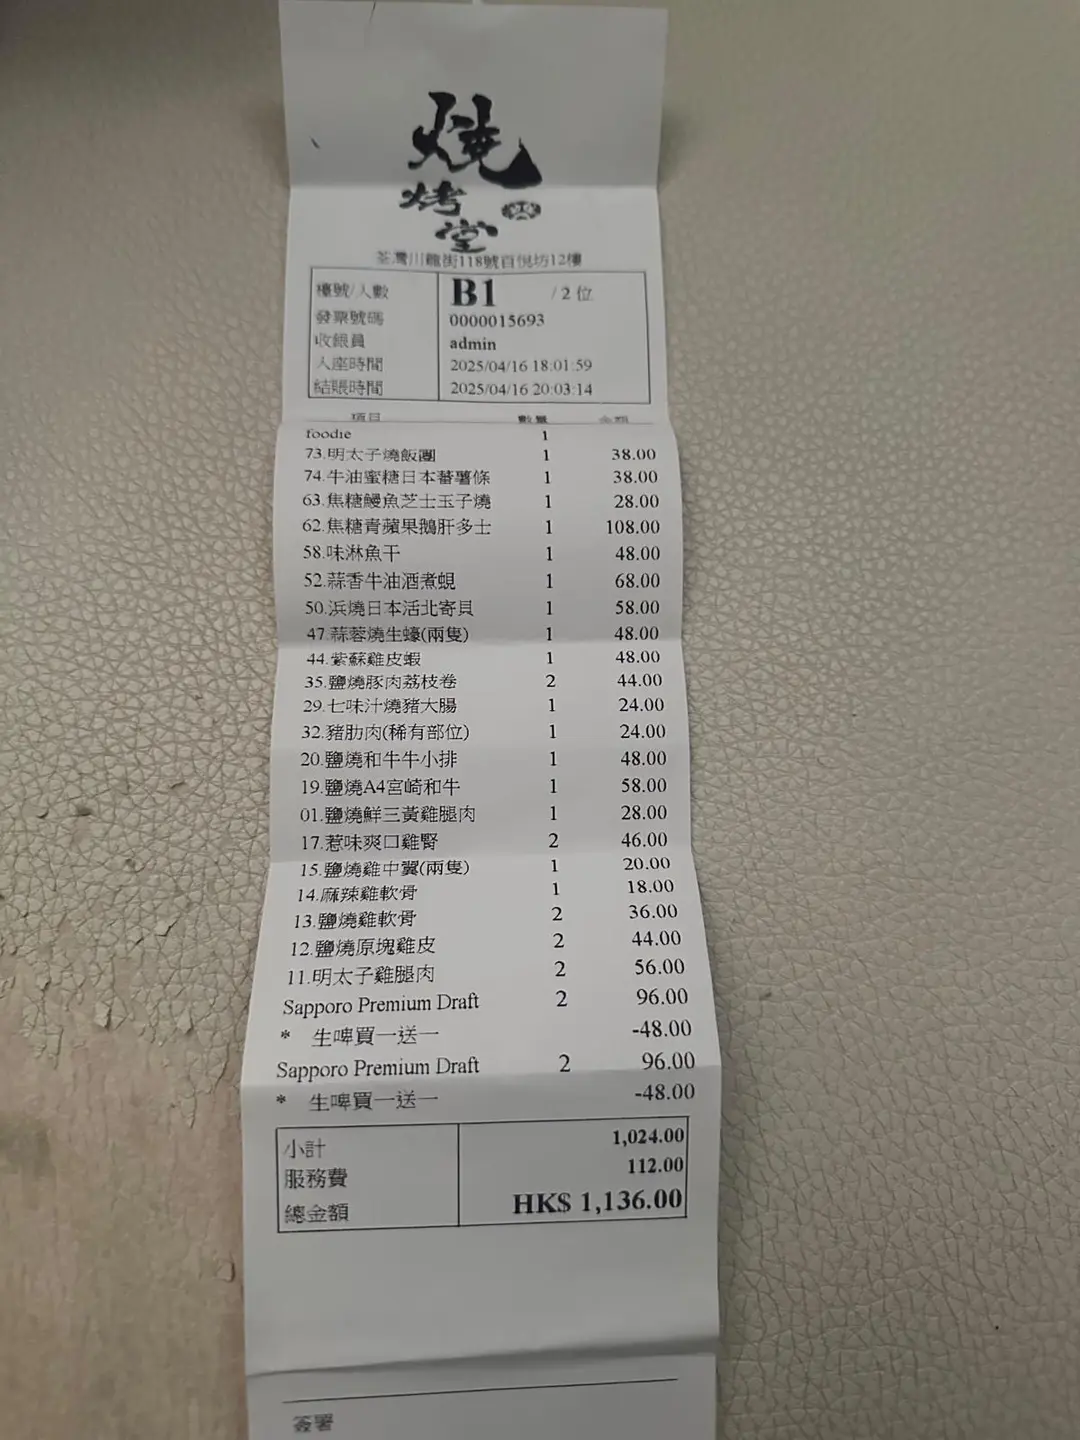 燒
烤
堂
荃灣川龍街118號百悅坊12樓
檯號/人數 B1 /2 位
發票號碼 0000015693
收銀員 admin
入座時間 2025/04/16 18:01:59
結賬時間 2025/04/16 20:03:14
項目 數量 金額
foodie 1
73.明太子燒飯團 1 38.00
74.牛油蜜糖日本蕃薯條 1 38.00
63.焦糖鰻魚芝士玉子燒 1 28.00
62.焦糖青蘋果鵝肝多士 1 108.00
58.味淋魚干 1 48.00
52.蒜香牛油酒煮蜆 1 68.00
50.浜燒日本活北寄貝 1 58.00
47.蒜蓉燒生蠔(兩隻) 1 48.00
44.紫蘇雞皮蝦 1 48.00
35.鹽燒豚肉荔枝卷 2 44.00
29.七味汁燒豬大腸 1 24.00
32.豬肋肉(稀有部位) 1 24.00
20.鹽燒和牛牛小排 1 48.00
19.鹽燒A4宮崎和牛 1 58.00
01.鹽燒鮮三黃雞腿肉 1 28.00
17.惹味爽口雞腎 2 46.00
15.鹽燒雞中翼(兩隻) 1 20.00
14.麻辣雞軟骨 1 18.00
13.鹽燒雞軟骨 2 36.00
12.鹽燒原塊雞皮 2 44.00
11.明太子雞腿肉 2 56.00
Sapporo Premium Draft 2 96.00
* 生啤買一送一 -48.00
Sapporo Premium Draft 2 96.00
* 生啤買一送一 -48.00
小計 1,024.00
服務費 112.00
總金額 HK$ 1,136.00
簽署